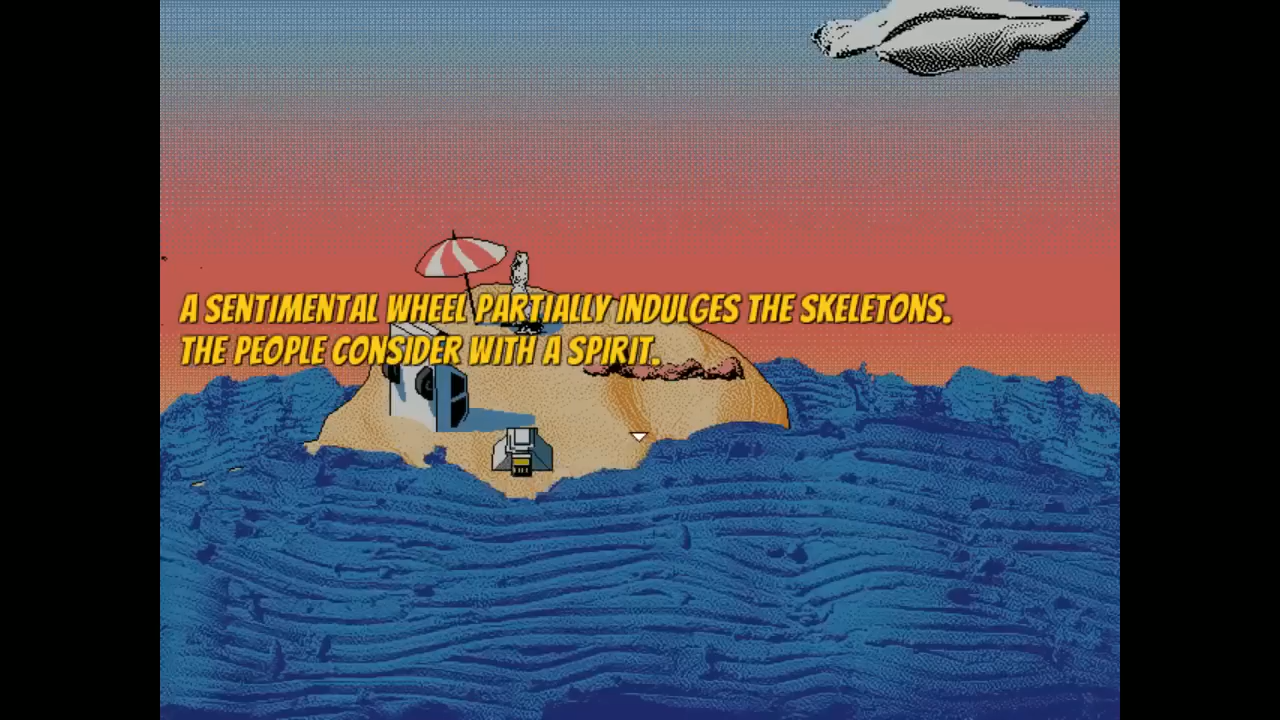 A SENTIMENTAL WHEEL PARTIALLY INDULGES THE SKELETONS.
THE PEOPLE CONSIDER WITH A SPIRIT.